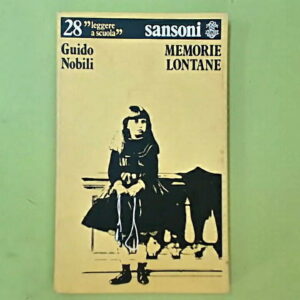 28 "leggere
a scuola"
sansoni
Guido
Nobili
MEMORIE
LONTANE